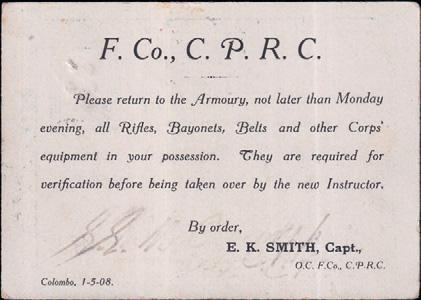 F. Co., C. P. R. C.
Please return to the Armoury, not later than Monday
evening, all Rifles, Bayonets, Belts and other Corps'
equipment in your possession. They are required for
verification before being taken over by the new Instructor.
By order,
E. K. SMITH, Capt.,
O.C. F.Co., C.P.R.C.
Colombo, 1-5-08.